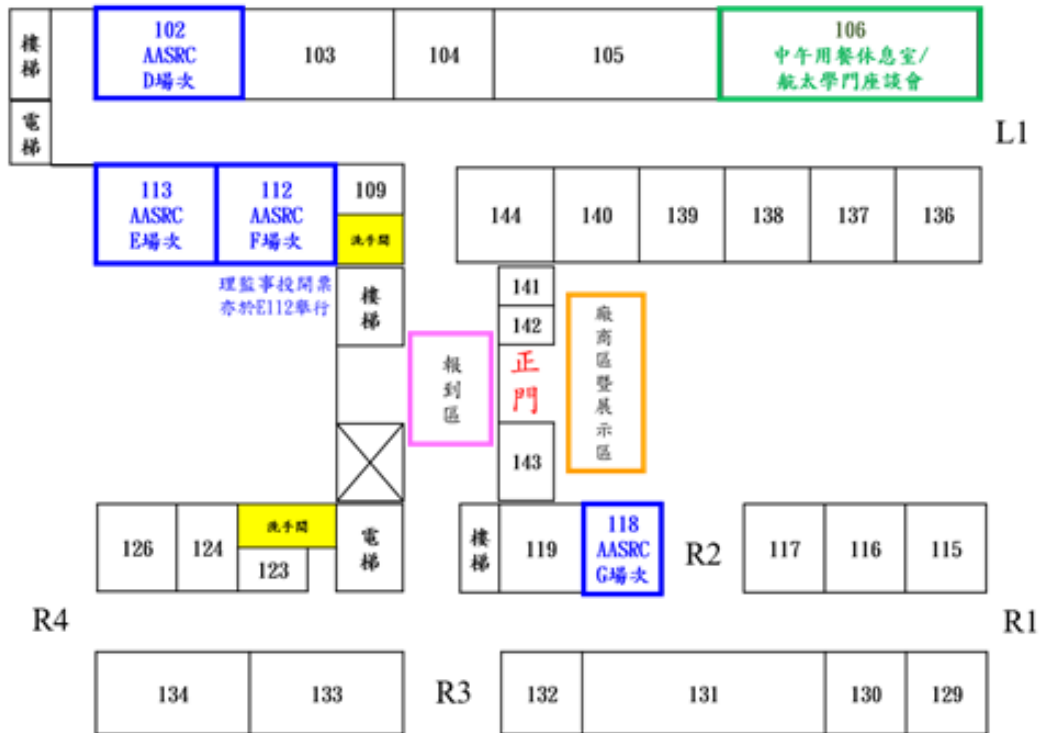 樓梯
102
AASRC
D場次
103
104
105
106
中午用餐休息室/
航太學門座談會
電梯
L1
113
AASRC
E場次
112
AASRC
F場次
109
洗手間
144
140
139
138
137
136
理監事投開票
亦於E112舉行
樓梯
141
142
報到區
正門
廠商區暨展示區
143
126
124
洗手間
123
電梯
樓梯
119
118
AASRC
G場次
R2
117
116
115
R4
R1
134
133
R3
132
131
130
129